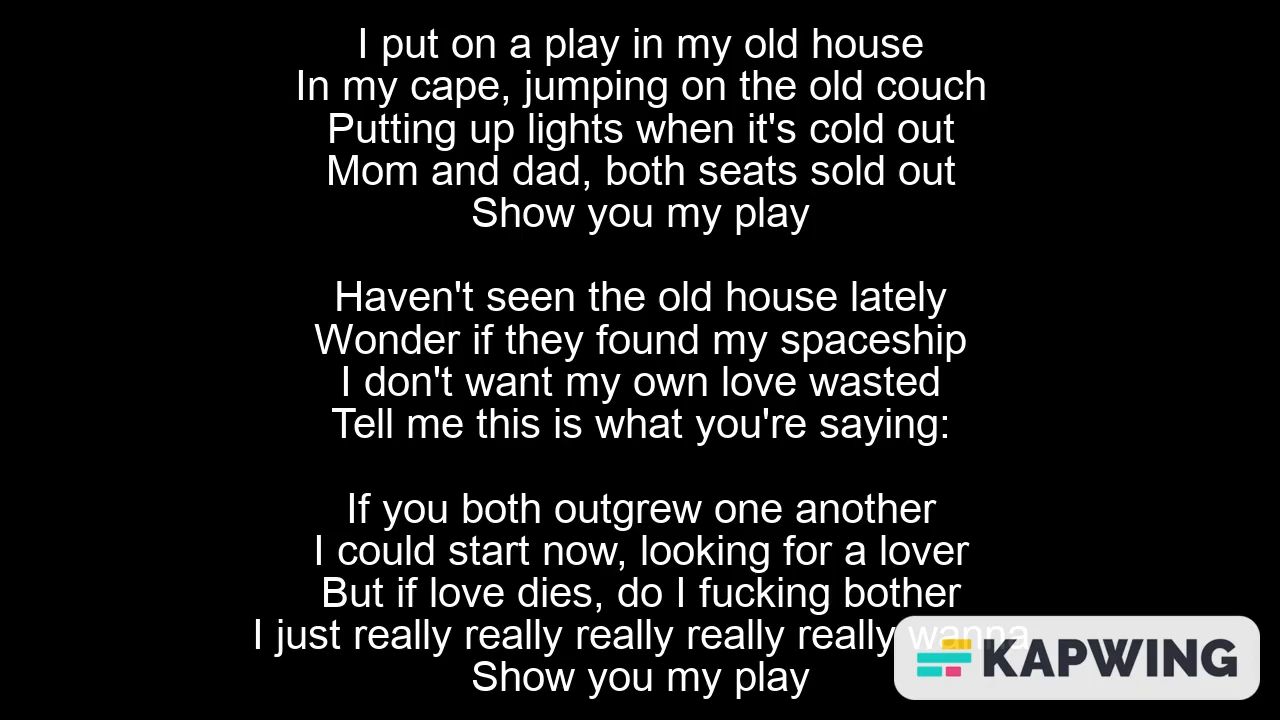 I put on a play in my old house
In my cape, jumping on the old couch
Putting up lights when it's cold out
Mom and dad, both seats sold out
Show you my play
Haven't seen the old house lately
Wonder if they found my spaceship
I don't want my own love wasted
Tell me this is what you're saying:
If you both outgrew one another
I could start now, looking for a lover
But if love dies, do I fucking bother
I just really really really really really wanna
Show you my play
KAPWING